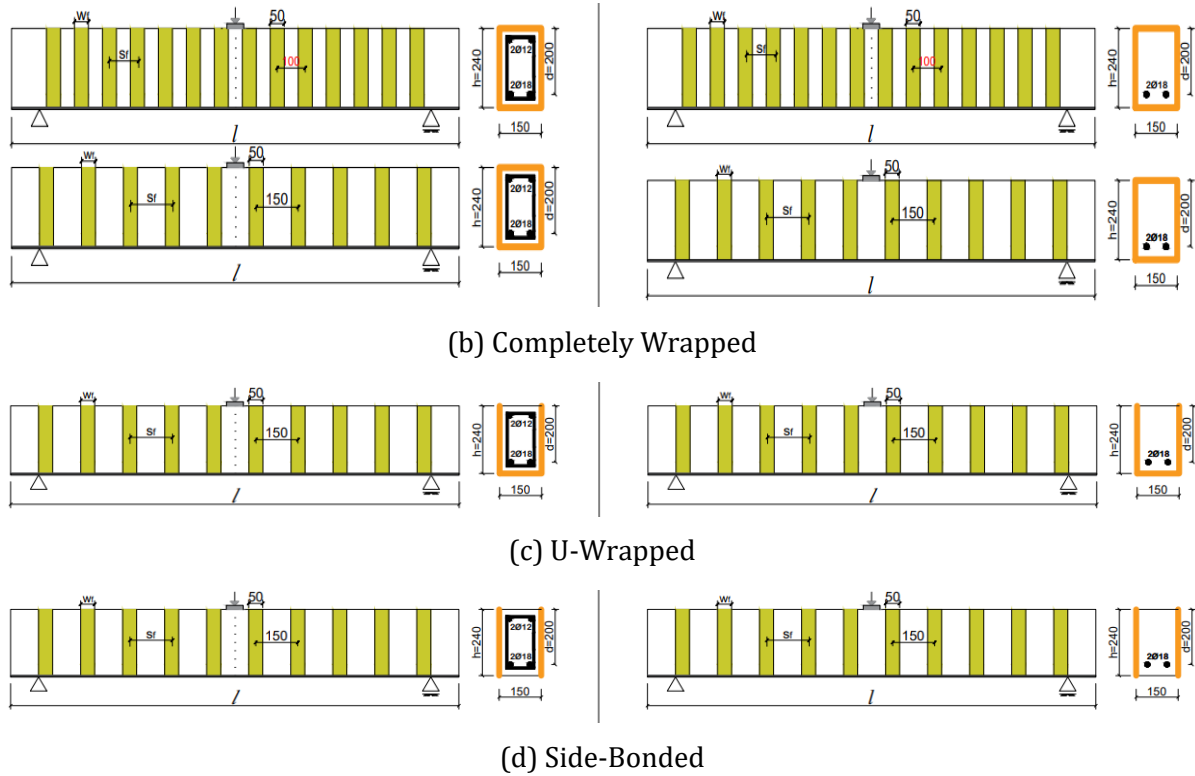 Wf 50
Sf 100
h=240 2Ø12 2Ø18 d=200
150
l
Wf 50
Sf 100
h=240 2Ø18 d=200
150
l
Wf 50
Sf 150
h=240 2Ø12 2Ø18 d=200
150
l
Wf 50
Sf 150
h=240 2Ø18 d=200
150
l
(b) Completely Wrapped
Wf 50
Sf 150
h=240 2Ø12 2Ø18 d=200
150
l
Wf 50
Sf 150
h=240 2Ø18 d=200
150
l
(c) U-Wrapped
Wf 50
Sf 150
h=240 2Ø12 2Ø18 d=200
150
l
Wf 50
Sf 150
h=240 2Ø18 d=200
150
l
(d) Side-Bonded